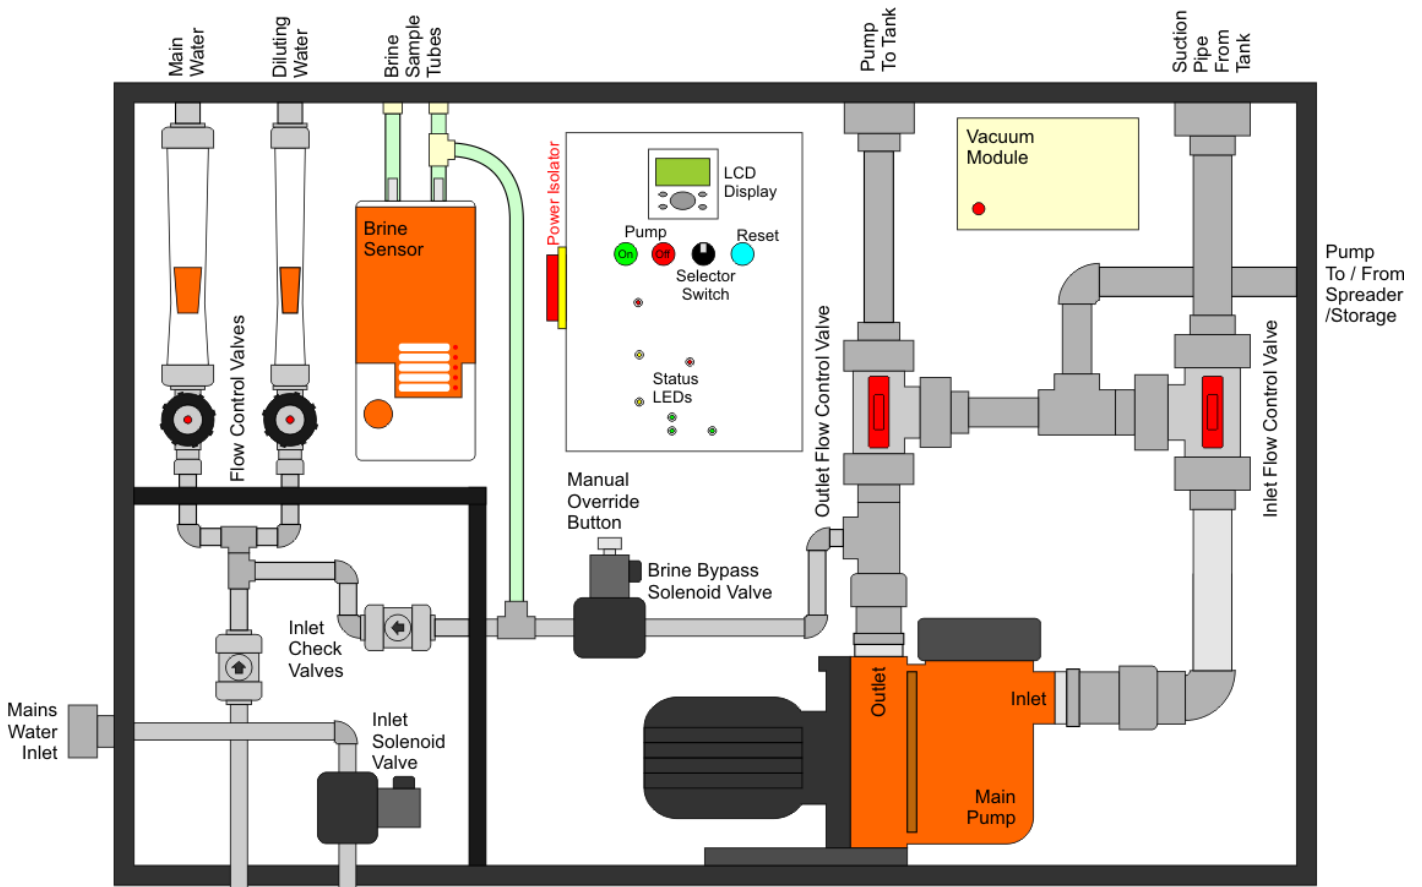 Main
Water
Diluting
Water
Brine
Sample
Tubes
Pump
To Tank
Suction
Pipe
From
Tank
Vacuum
Module
LCD
Display
Power Isolator
Brine
Sensor
Pump
Reset
On
Off
Selector
Switch
Pump
To / From
Spreader
/Storage
Status
LEDs
Flow Control Valves
Outlet Flow Control Valve
Inlet Flow Control Valve
Manual
Override
Button
Brine Bypass
Solenoid Valve
Inlet
Check
Valves
Outlet
Inlet
Mains
Water
Inlet
Inlet
Solenoid
Valve
Main
Pump